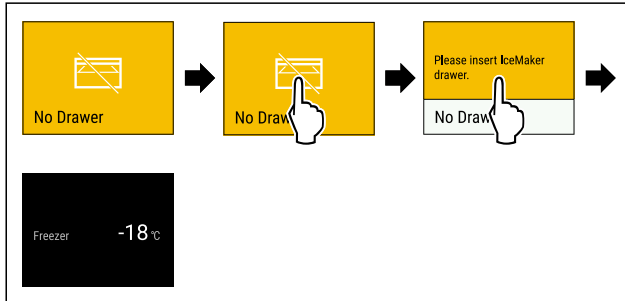 No Drawer
No Draw
Please insert IceMaker
drawer.
No Draw
Freezer -18 °C